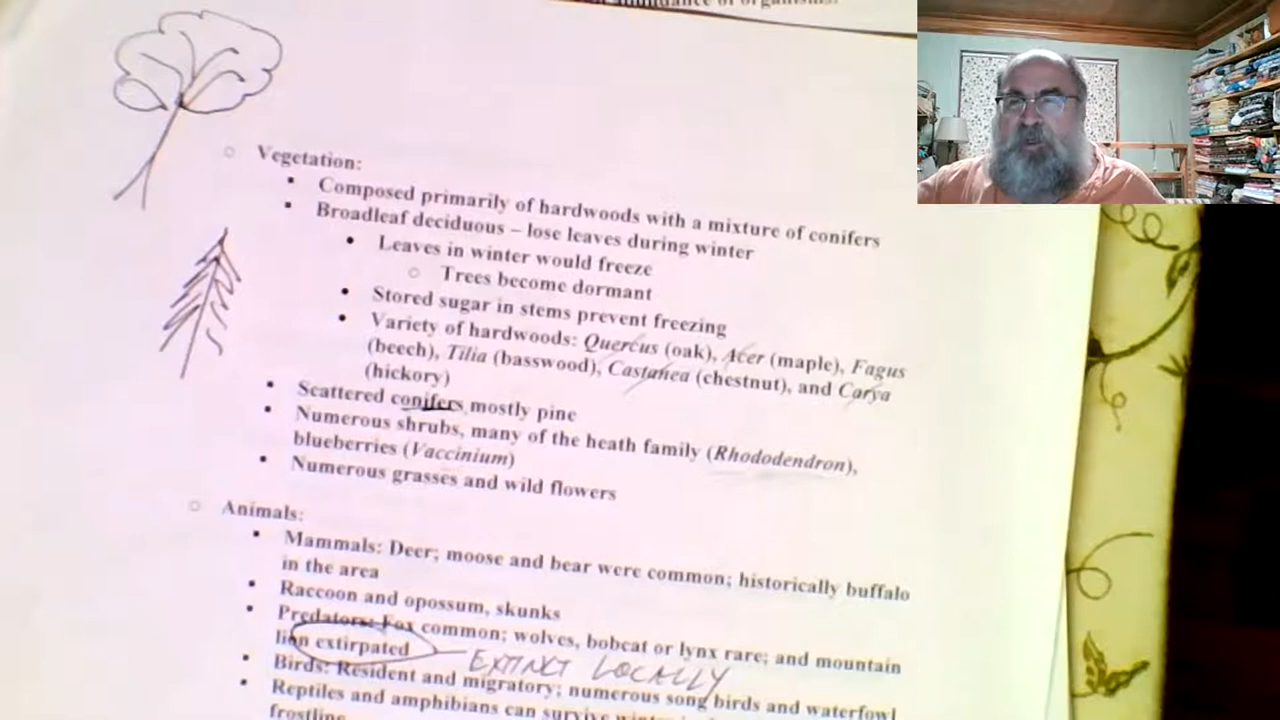 of organisms.
○ Vegetation:
▪ Composed primarily of hardwoods with a mixture of conifers
▪ Broadleaf deciduous – lose leaves during winter
• Leaves in winter would freeze
○ Trees become dormant
• Stored sugar in stems prevent freezing
• Variety of hardwoods: Quercus (oak), Acer (maple), Fagus
(beech), Tilia (basswood), Castanea (chestnut), and Carya
(hickory)
▪ Scattered conifers mostly pine
▪ Numerous shrubs, many of the heath family (Rhododendron),
blueberries (Vaccinium)
▪ Numerous grasses and wild flowers
○ Animals:
▪ Mammals: Deer; moose and bear were common; historically buffalo
in the area
▪ Raccoon and opossum, skunks
▪ Predators: Fox common; wolves, bobcat or lynx rare; and mountain
lion extirpated EXTINCT LOCALLY
▪ Birds: Resident and migratory; numerous song birds and waterfowl
▪ Reptiles and amphibians can survive
frostline